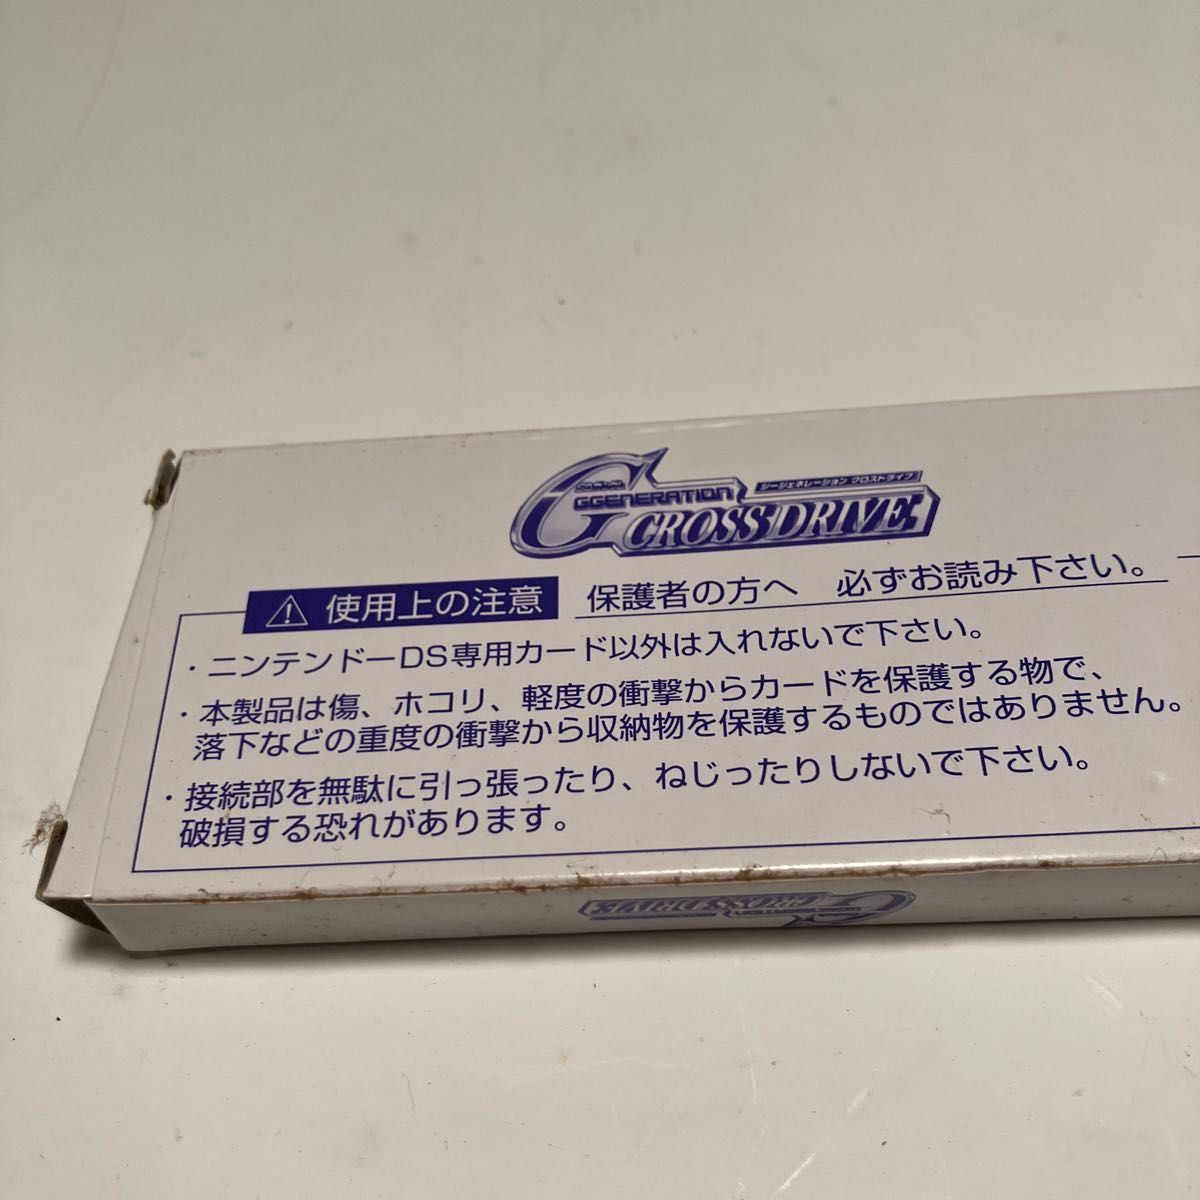 GGENERATION
ジージェネレーション クロスドライブ
CROSS DRIVE
使用上の注意
保護者の方へ 必ずお読み下さい。
・ニンテンドーDS専用カード以外は入れないで下さい。
・本製品は傷、ホコリ、軽度の衝撃からカードを保護する物で、
落下などの重度の衝撃から収納物を保護するものではありません。
・接続部を無駄に引っ張ったり、ねじったりしないで下さい。
破損する恐れがあります。
CROSS DRIVE